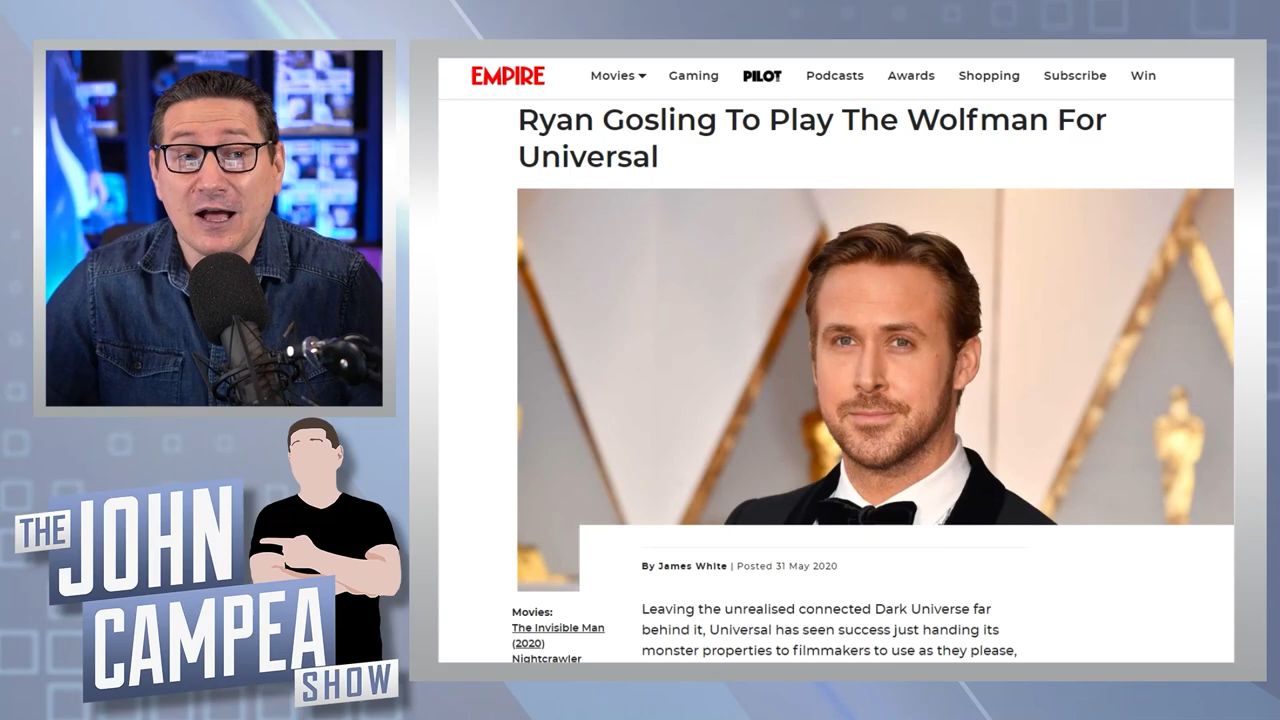 EMPIRE
Movies Gaming PILOT Podcasts Awards Shopping Subscribe Win
Ryan Gosling To Play The Wolfman For
Universal
By James White | Posted 31 May 2020
Movies:
The Invisible Man
(2020)
Nightcrawler
Leaving the unrealised connected Dark Universe far
behind it, Universal has seen success just handing its
monster properties to filmmakers to use as they please,
THE
JOHN
CAMPEA
SHOW